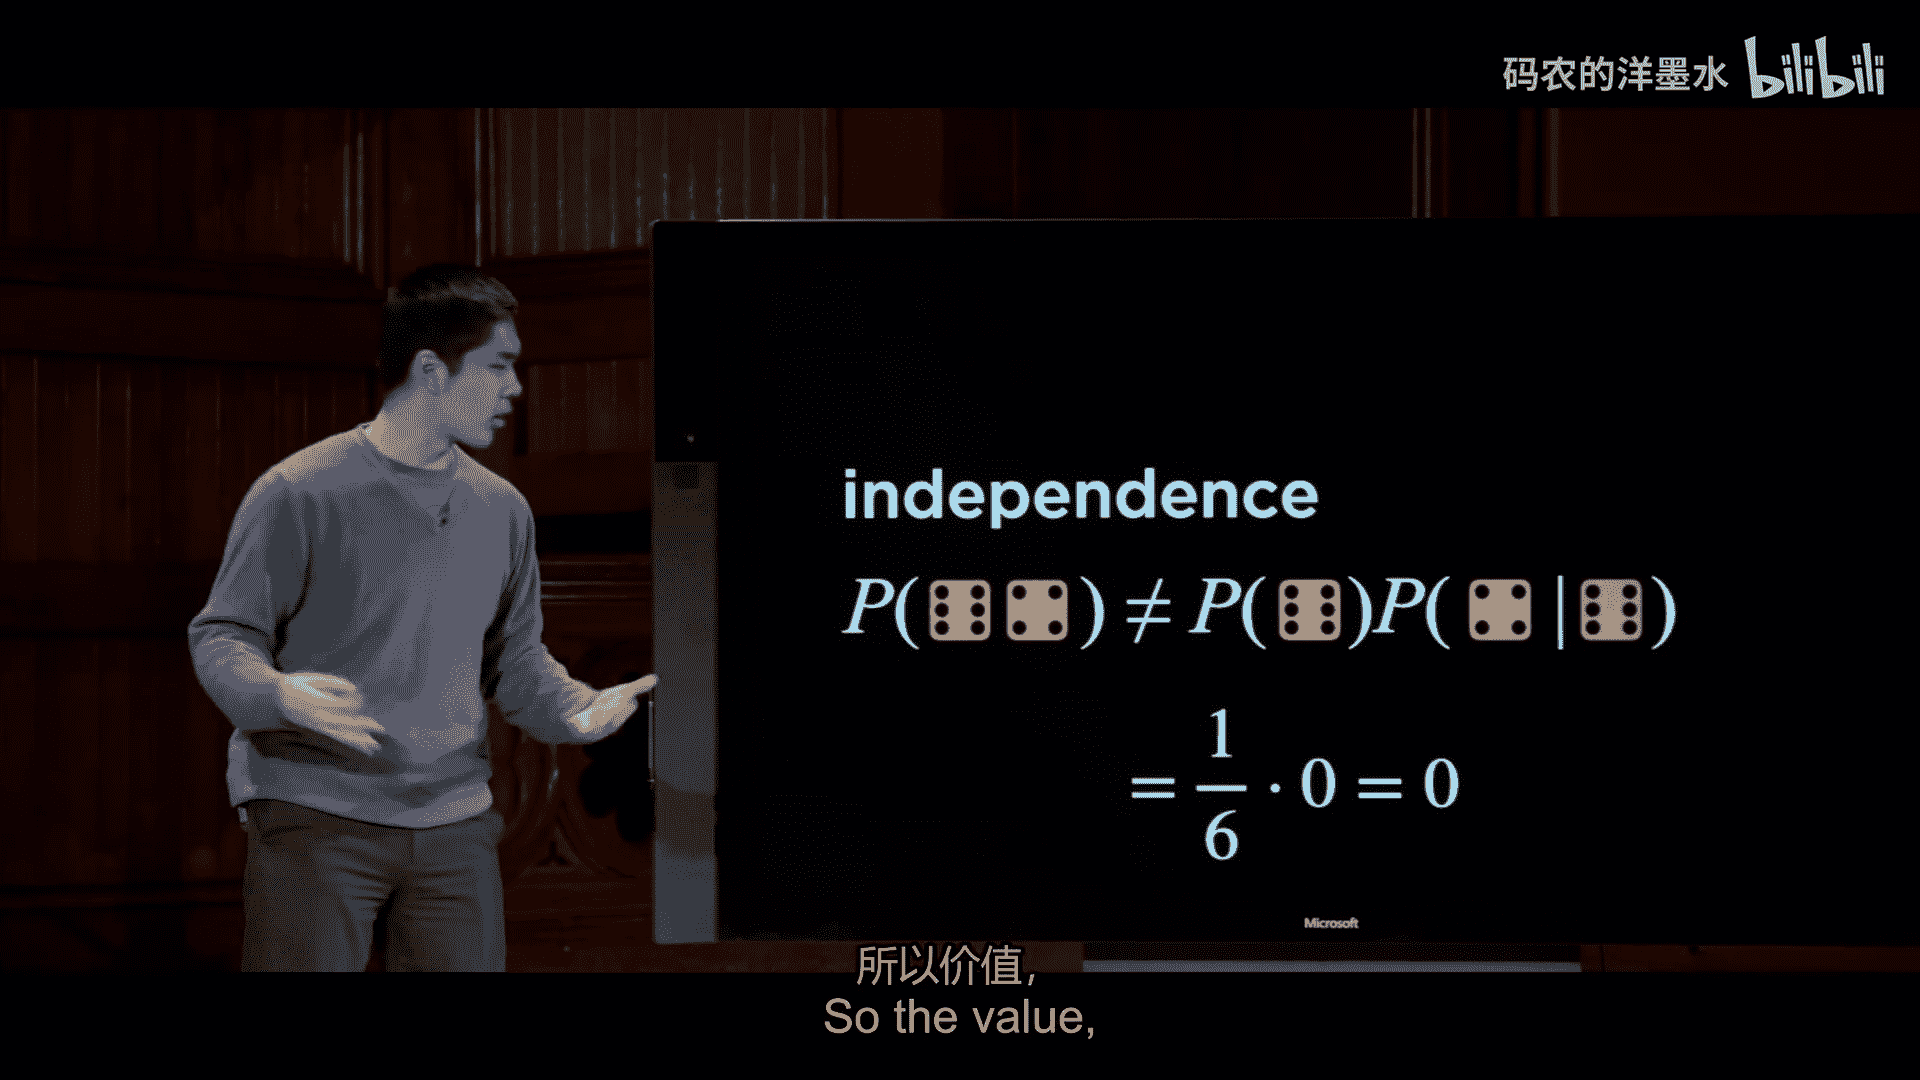 码农的洋墨水 bilibili
independence
P( ) ≠ P( )P( | )
= 1/6 · 0 = 0
Microsoft
所以价值,
So the value,